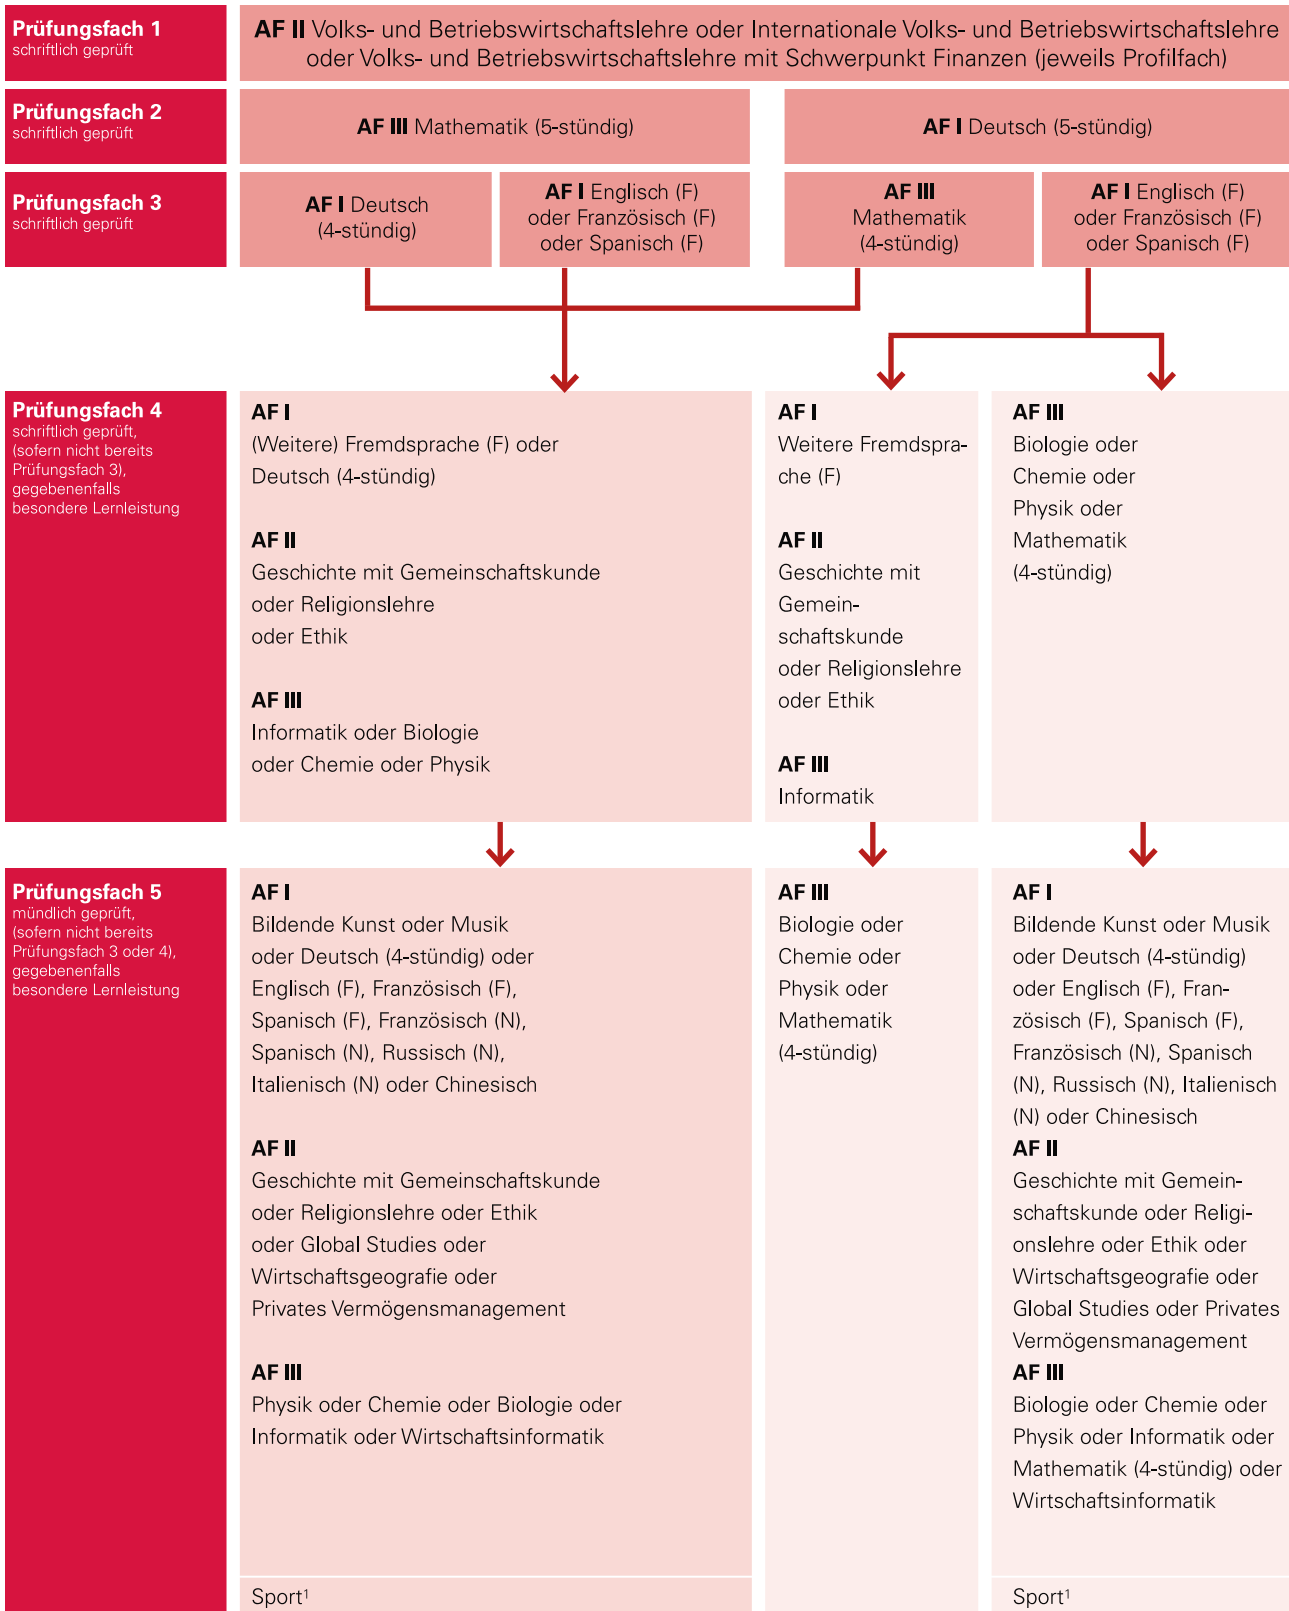 Prüfungsfach 1
schriftlich geprüft
AF II Volks- und Betriebswirtschaftslehre oder Internationale Volks- und Betriebswirtschaftslehre
oder Volks- und Betriebswirtschaftslehre mit Schwerpunkt Finanzen (jeweils Profilfach)
Prüfungsfach 2
schriftlich geprüft
AF III Mathematik (5-stündig)
AF I Deutsch (5-stündig)
Prüfungsfach 3
schriftlich geprüft
AF I Deutsch
(4-stündig)
AF I Englisch (F)
oder Französisch (F)
oder Spanisch (F)
AF III
Mathematik
(4-stündig)
AF I Englisch (F)
oder Französisch (F)
oder Spanisch (F)
Prüfungsfach 4
schriftlich geprüft,
(sofern nicht bereits
Prüfungsfach 3),
gegebenenfalls
besondere Lernleistung
AF I
(Weitere) Fremdsprache (F) oder
Deutsch (4-stündig)
AF II
Geschichte mit Gemeinschaftskunde
oder Religionslehre
oder Ethik
AF III
Informatik oder Biologie
oder Chemie oder Physik
AF I
Weitere Fremdspra-
che (F)
AF II
Geschichte mit
Gemein-
schaftskunde
oder Religionslehre
oder Ethik
AF III
Informatik
AF III
Biologie oder
Chemie oder
Physik oder
Mathematik
(4-stündig)
Prüfungsfach 5
mündlich geprüft,
(sofern nicht bereits
Prüfungsfach 3 oder 4),
gegebenenfalls
besondere Lernleistung
AF I
Bildende Kunst oder Musik
oder Deutsch (4-stündig) oder
Englisch (F), Französisch (F),
Spanisch (F), Französisch (N),
Spanisch (N), Russisch (N),
Italienisch (N) oder Chinesisch
AF II
Geschichte mit Gemeinschaftskunde
oder Religionslehre oder Ethik
oder Global Studies oder
Wirtschaftsgeografie oder
Privates Vermögensmanagement
AF III
Physik oder Chemie oder Biologie oder
Informatik oder Wirtschaftsinformatik
Sport¹
AF III
Biologie oder
Chemie oder
Physik oder
Mathematik
(4-stündig)
AF I
Bildende Kunst oder Musik
oder Deutsch (4-stündig)
oder Englisch (F), Fran-
zösisch (F), Spanisch (F),
Französisch (N), Spanisch
(N), Russisch (N), Italienisch
(N) oder Chinesisch
AF II
Geschichte mit Gemein-
schaftskunde oder Religi-
onslehre oder Ethik oder
Wirtschaftsgeografie oder
Global Studies oder Privates
Vermögensmanagement
AF III
Biologie oder Chemie oder
Physik oder Informatik oder
Mathematik (4-stündig) oder
Wirtschaftsinformatik
Sport¹